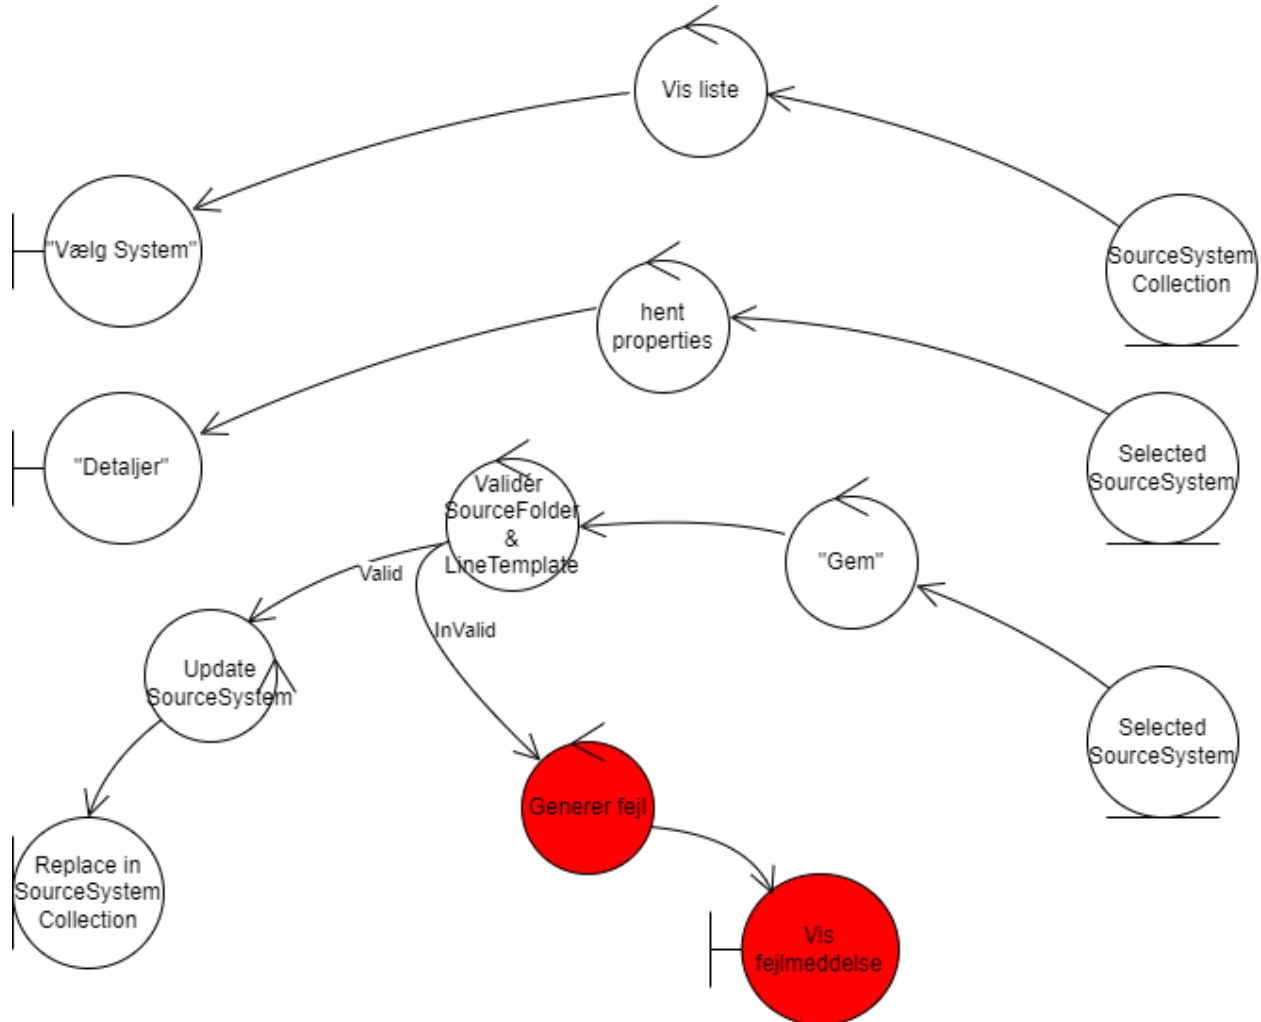 Vis liste
"Vælg System"
SourceSystem
Collection
hent
properties
"Detaljer"
Selected
SourceSystem
Validér
SourceFolder
&
LineTemplate
"Gem"
Valid
InValid
Update
SourceSystem
Selected
SourceSystem
Generer fejl
Replace in
SourceSystem
Collection
Vis
fejlmeddelse